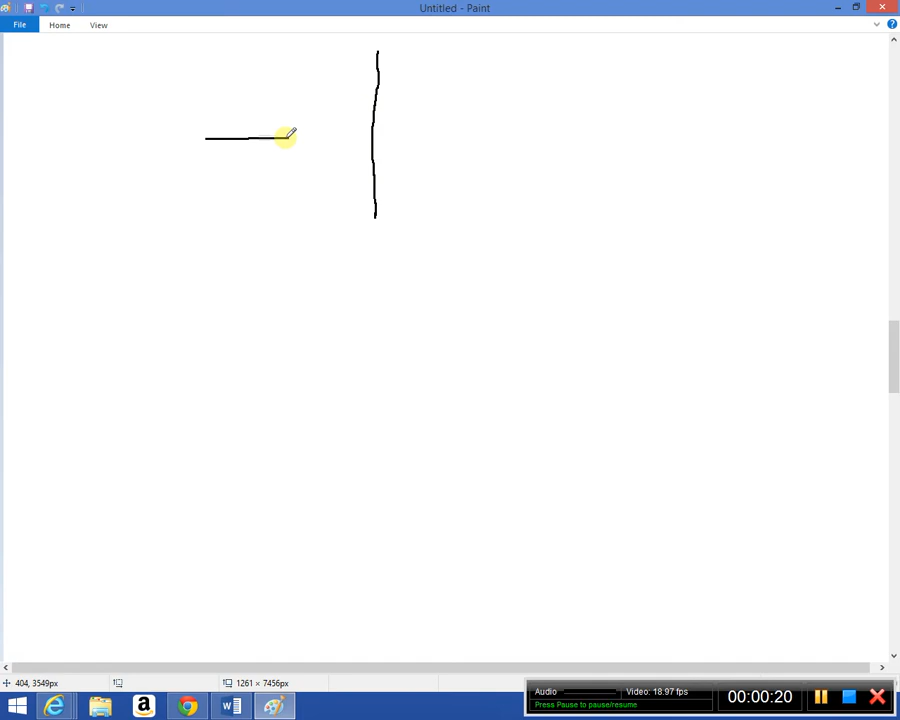 Untitled - Paint
File Home View
404, 3549px 1261 × 7456px
Audio Video: 18.97 fps
Press Pause to pause/resume
00:00:20